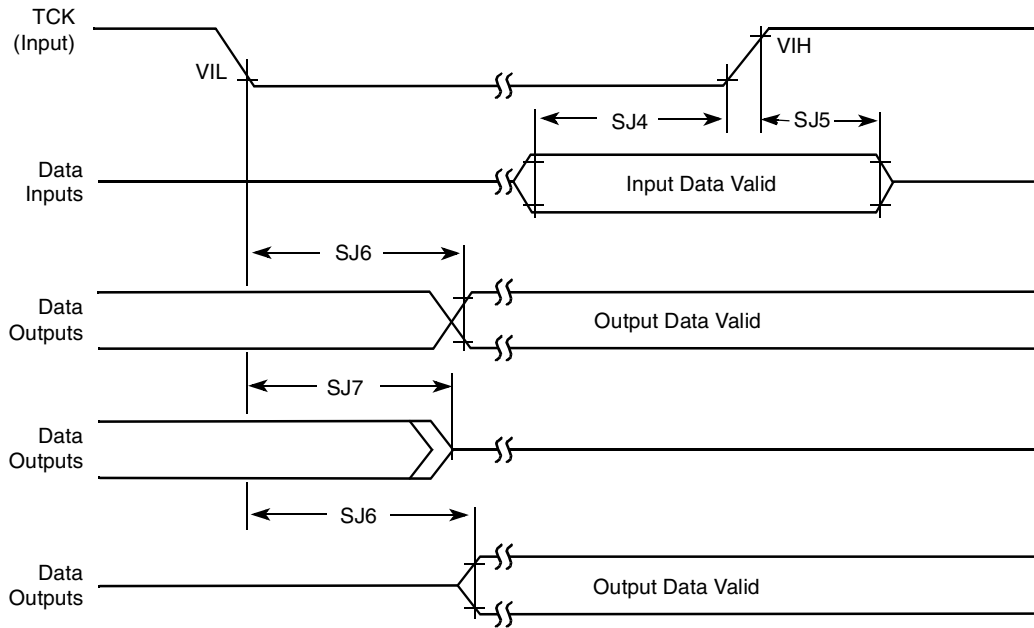 TCK
(Input)
VIL
VIH
SJ4
SJ5
Data
Inputs
Input Data Valid
SJ6
Data
Outputs
Output Data Valid
SJ7
Data
Outputs
SJ6
Data
Outputs
Output Data Valid